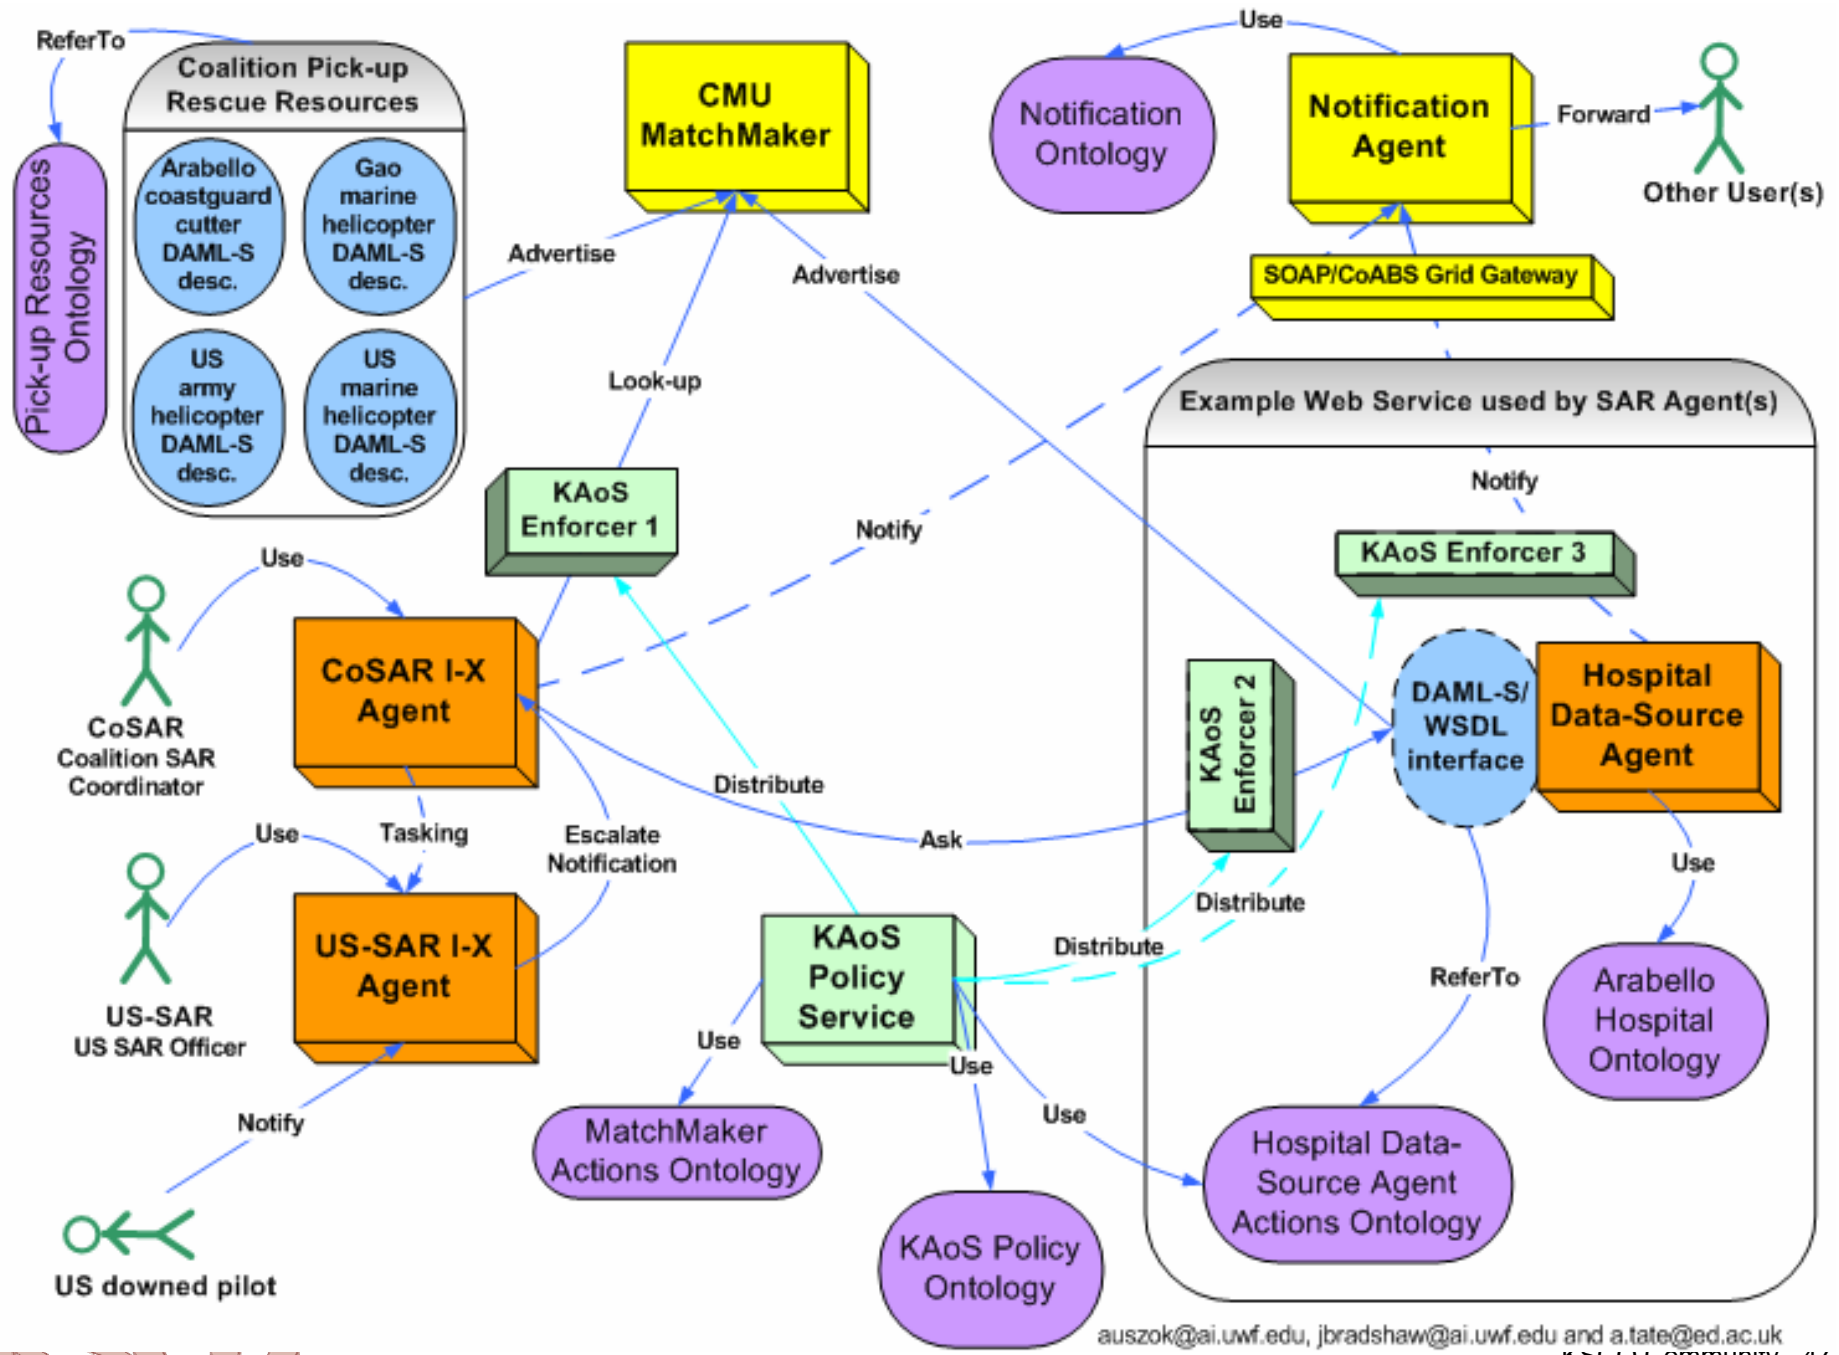 ReferTo
Coalition Pick-up
Rescue Resources
Arabello
coastguard
cutter
DAML-S
desc.
Gao
marine
helicopter
DAML-S
desc.
US
army
helicopter
DAML-S
desc.
US
marine
helicopter
DAML-S
desc.
Pick-up Resources
Ontology
CMU
MatchMaker
Advertise
Advertise
Look-up
Use
Notification
Ontology
Notification
Agent
Forward
Other User(s)
SOAP/CoABS Grid Gateway
Example Web Service used by SAR Agent(s)
Notify
KAoS
Enforcer 1
Notify
KAoS Enforcer 3
Use
CoSAR
Coalition SAR
Coordinator
CoSAR I-X
Agent
KAoS
Enforcer 2
DAML-S/
WSDL
interface
Hospital
Data-Source
Agent
Distribute
Use
Tasking
Escalate
Notification
Ask
Use
Distribute
Distribute
US-SAR
US SAR Officer
US-SAR I-X
Agent
KAoS
Policy
Service
ReferTo
Arabello
Hospital
Ontology
Use
Use
Use
Notify
MatchMaker
Actions Ontology
Hospital Data-
Source Agent
Actions Ontology
KAoS Policy
Ontology
US downed pilot
auszok@ai.uwf.edu, jbradshaw@ai.uwf.edu and a.tate@ed.ac.uk